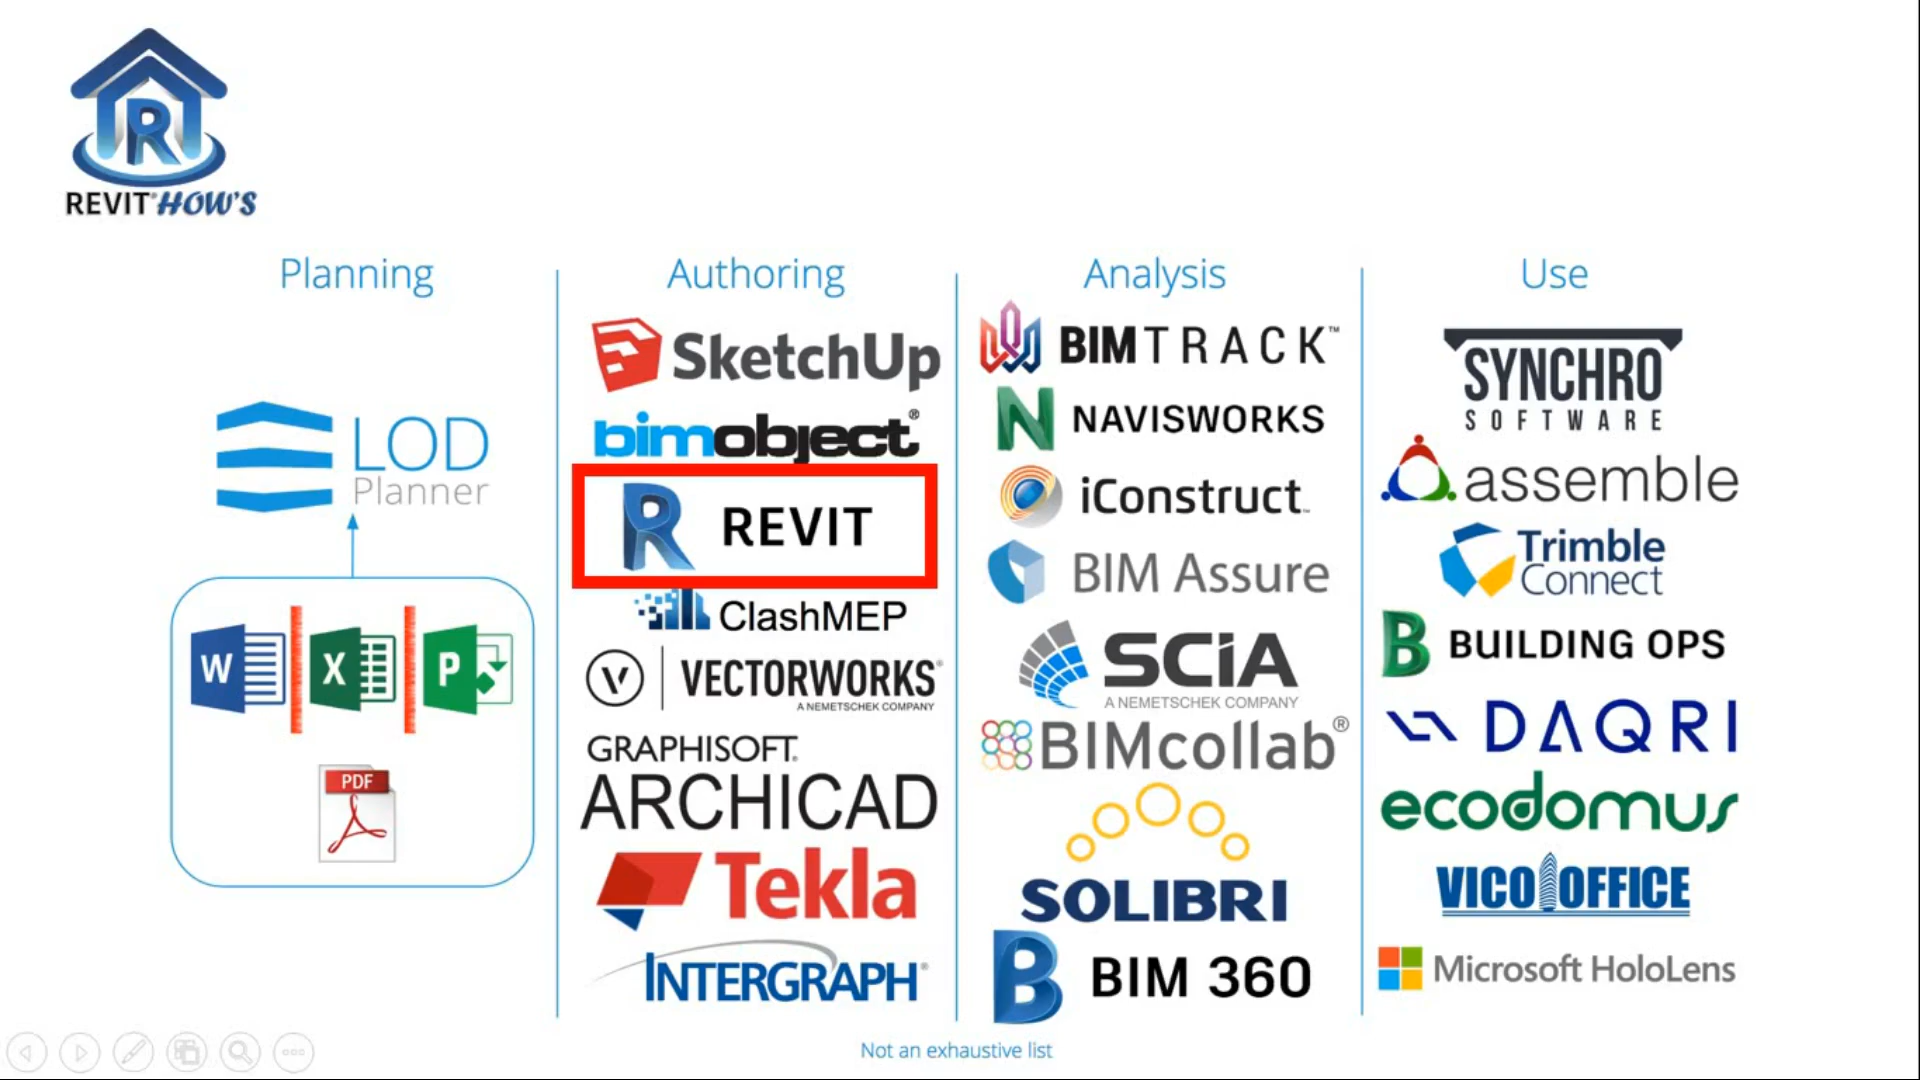 R
REVIT HOW'S
Planning
LOD
Planner
W
X
P
PDF
Authoring
SketchUp
bimobject®
R REVIT
ClashMEP
V VECTORWORKS®
A NEMETSCHEK COMPANY
GRAPHISOFT.
ARCHICAD
Tekla
INTERGRAPH®
Analysis
BIMTRACK™
N NAVISWORKS
iConstruct™
BIM Assure
SCiA
A NEMETSCHEK COMPANY
BIMcollab®
SOLIBRI
B BIM 360
Use
SYNCHRO
SOFTWARE
assemble
Trimble
Connect
B BUILDING OPS
DAQRI
ecodomus
VICO OFFICE
Microsoft HoloLens
Not an exhaustive list